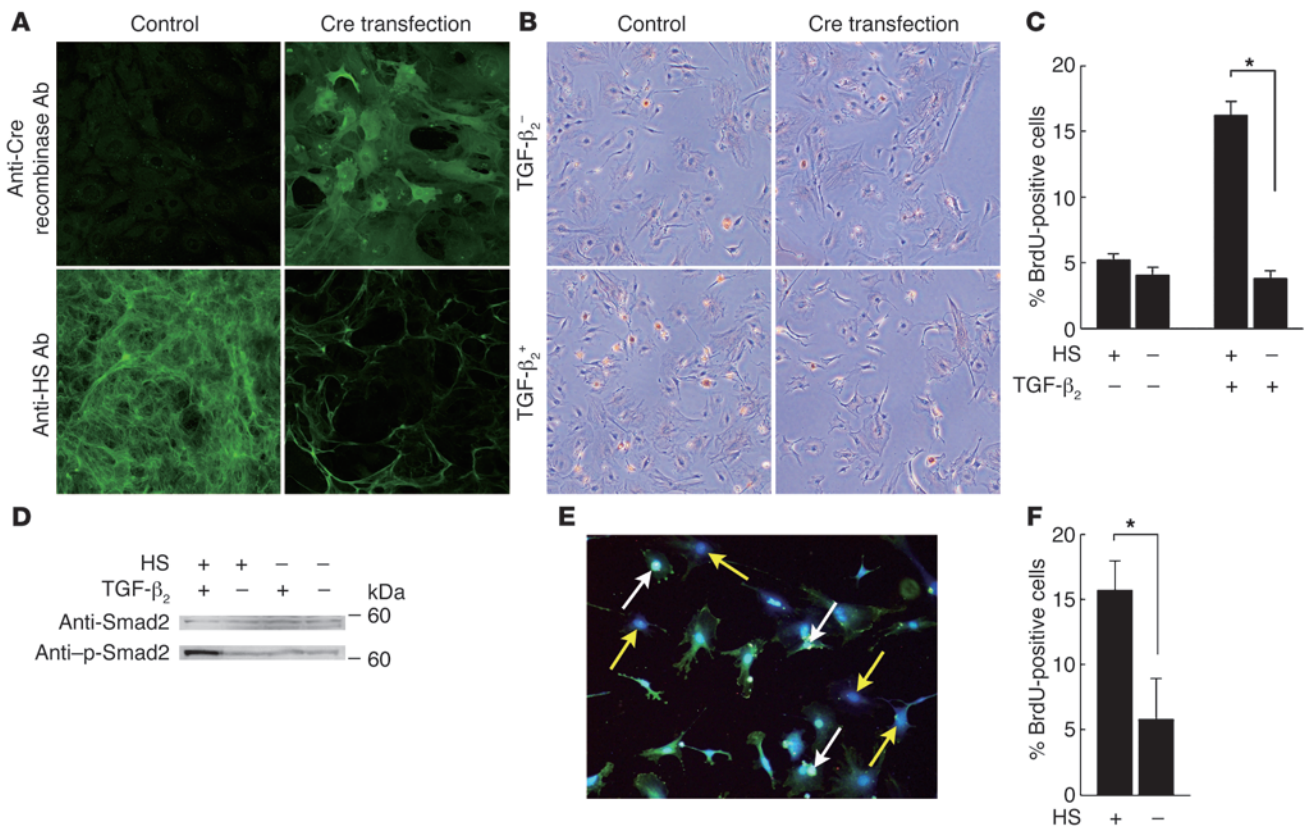 A
Control
Cre transfection
Anti-Cre
recombinase Ab
Anti-HS Ab
B
Control
Cre transfection
TGF-β₂⁻
TGF-β₂⁺
C
% BrdU-positive cells
20
15
10
5
0
*
HS + − + −
TGF-β₂ − − + +
D
HS + + − −
TGF-β₂ + − + − kDa
Anti-Smad2 – 60
Anti–p-Smad2 – 60
E
F
% BrdU-positive cells
20
15
10
5
0
*
HS + −